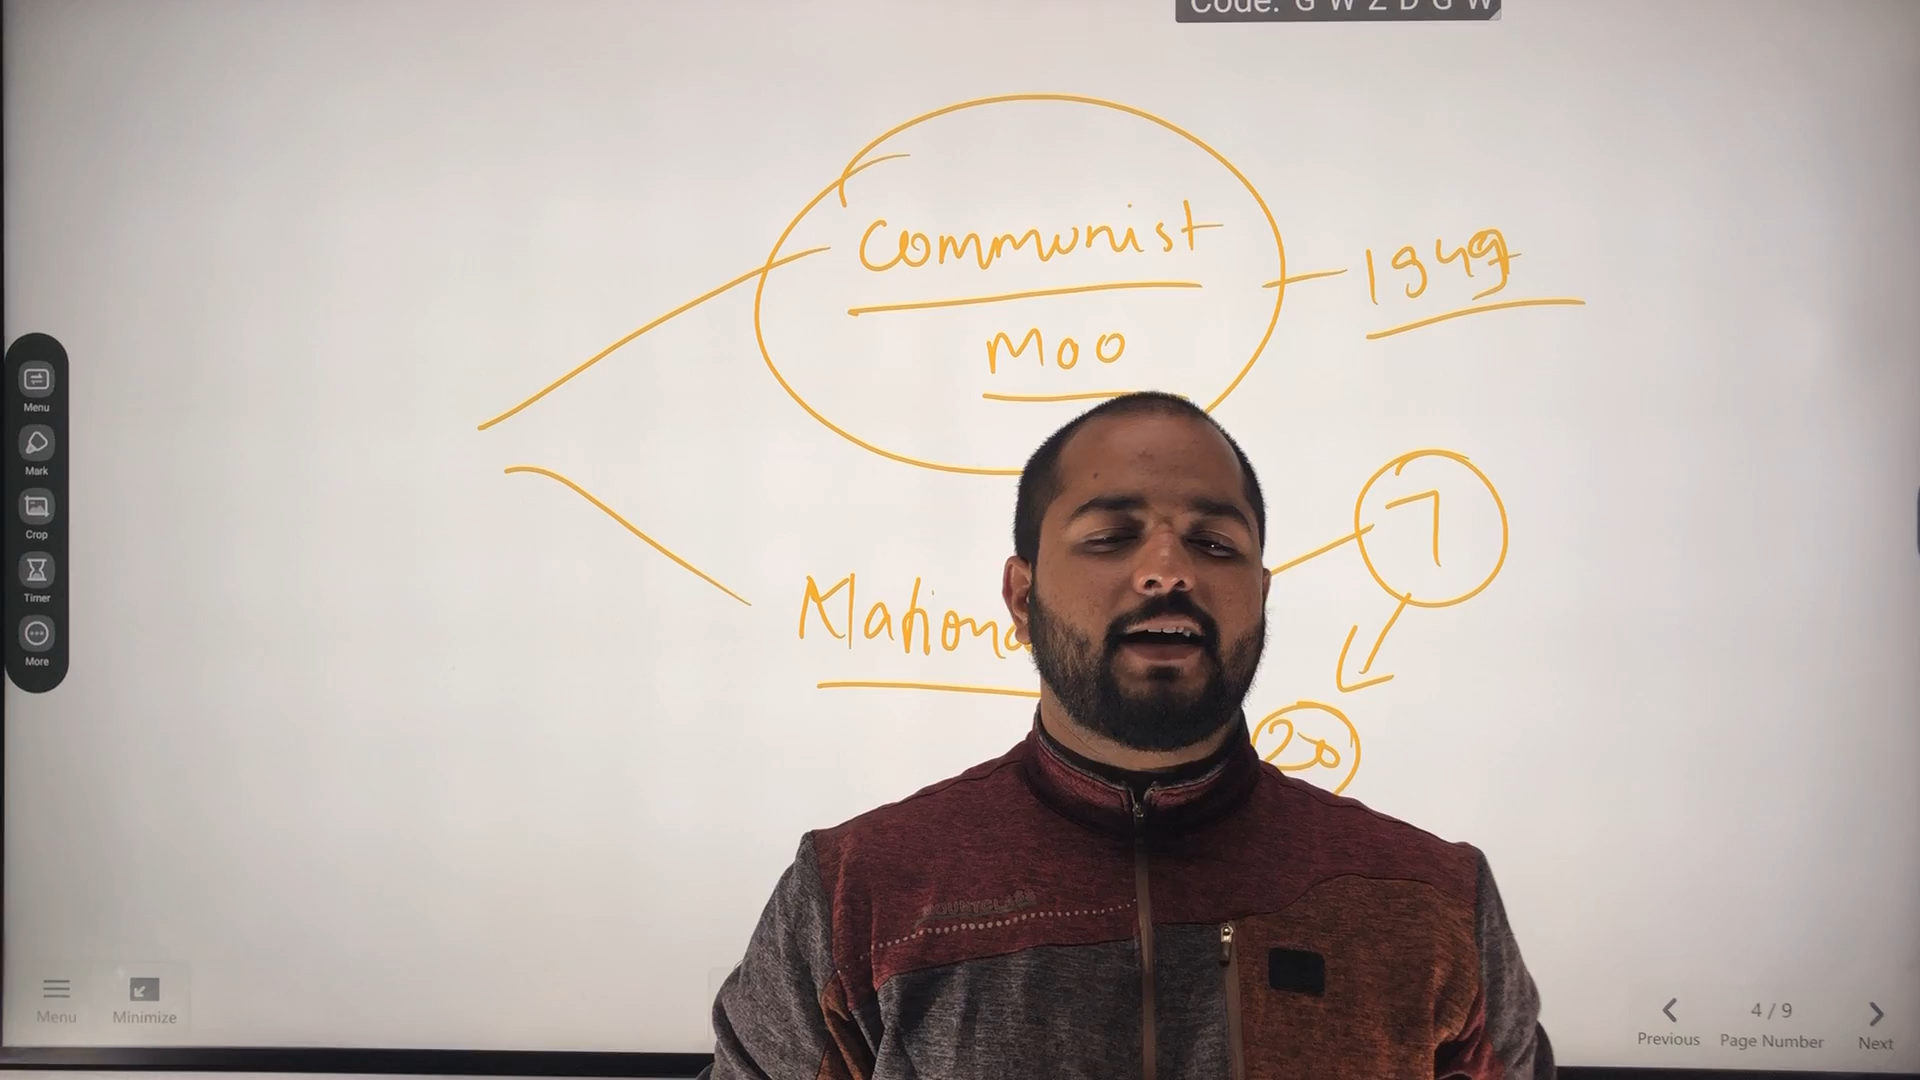 Code: G W Z D G W
Communist
1949
Moo
7
Nationa
20
Menu
Mark
Crop
Timer
More
Menu
Minimize
4 / 9
Previous
Page Number
Next